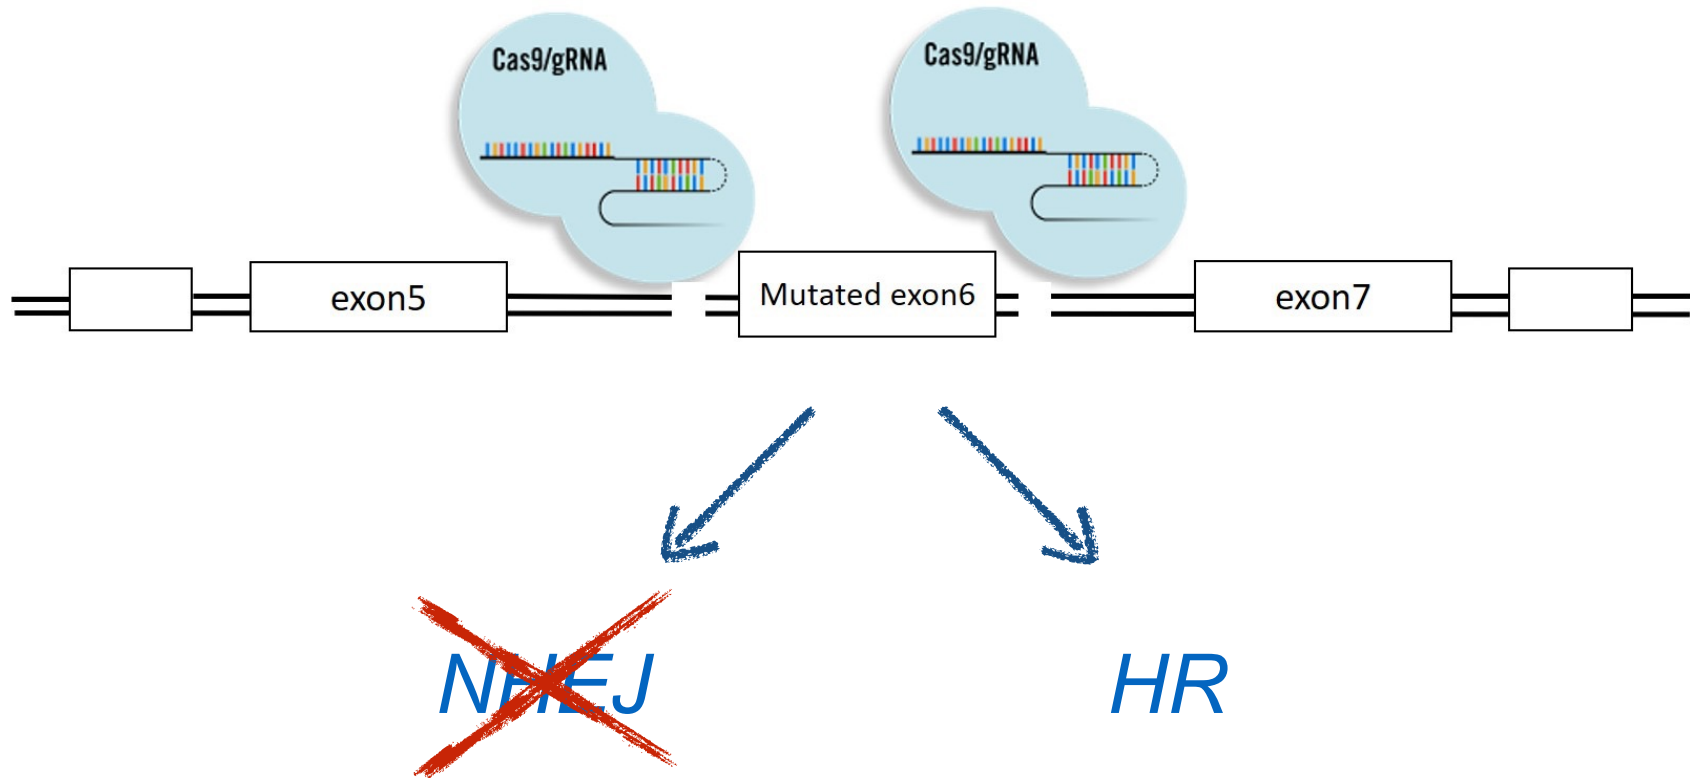 Cas9/gRNA
Cas9/gRNA
exon5
Mutated exon6
exon7
NHEJ
HR